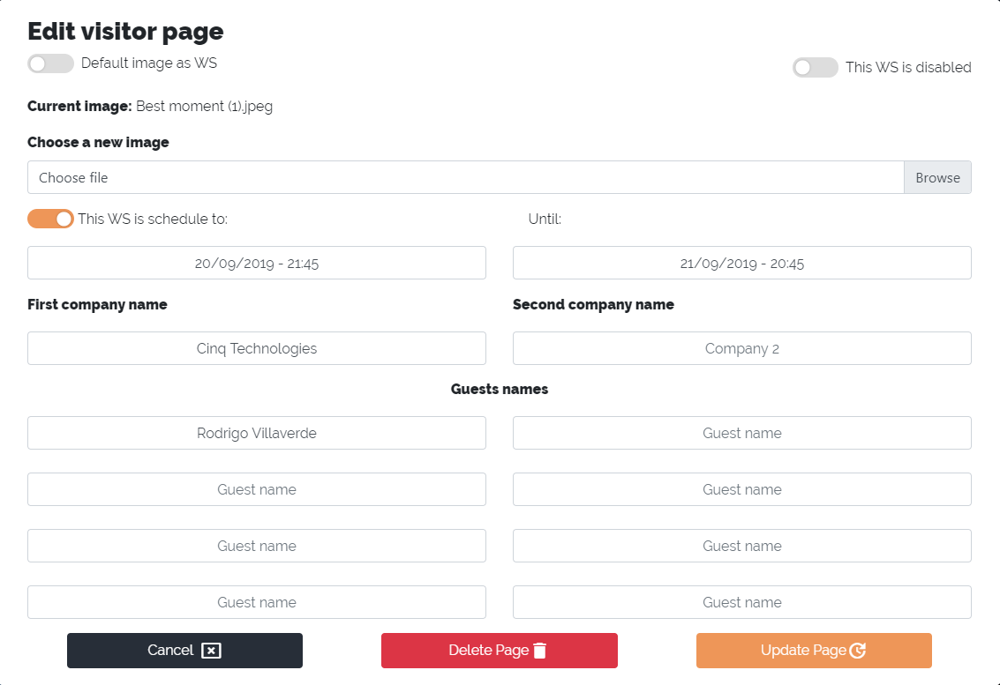 Edit visitor page
Default image as WS
This WS is disabled
Current image: Best moment (1).jpeg
Choose a new image
Choose file Browse
This WS is schedule to: Until:
20/09/2019 - 21:45 21/09/2019 - 20:45
First company name Second company name
Cinq Technologies Company 2
Guests names
Rodrigo Villaverde Guest name
Guest name Guest name
Guest name Guest name
Guest name Guest name
Cancel Delete Page Update Page